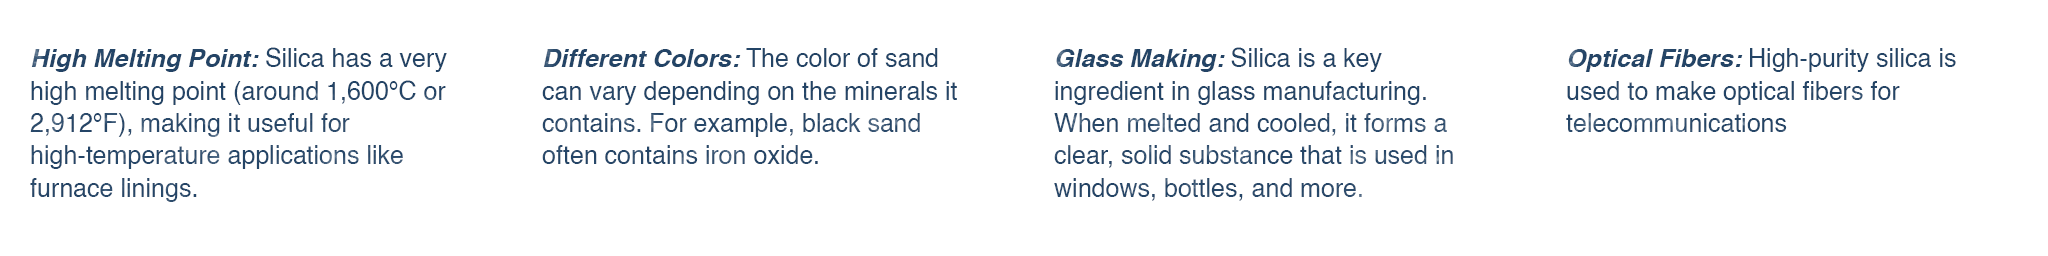 High Melting Point: Silica has a very
high melting point (around 1,600°C or
2,912°F), making it useful for
high-temperature applications like
furnace linings.
Different Colors: The color of sand
can vary depending on the minerals it
contains. For example, black sand
often contains iron oxide.
Glass Making: Silica is a key
ingredient in glass manufacturing.
When melted and cooled, it forms a
clear, solid substance that is used in
windows, bottles, and more.
Optical Fibers: High-purity silica is
used to make optical fibers for
telecommunications